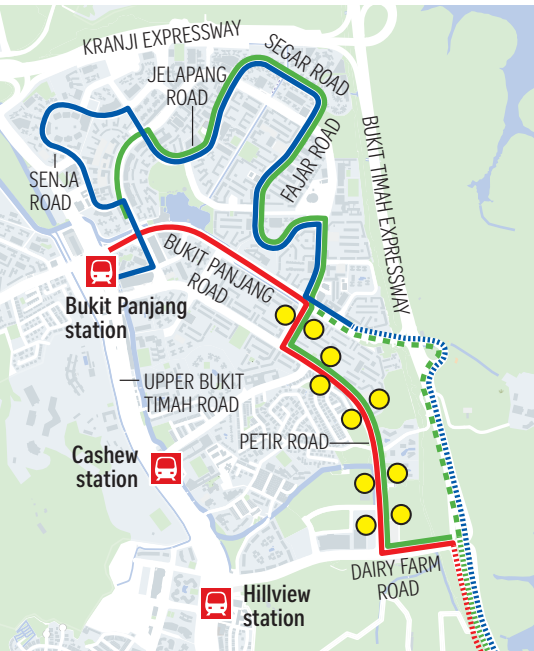 KRANJI EXPRESSWAY
SEGAR ROAD
JELAPANG
ROAD
FAJAR ROAD
BUKIT TIMAH EXPRESSWAY
SENJA
ROAD
BUKIT PANJANG
ROAD
Bukit Panjang
station
UPPER BUKIT
TIMAH ROAD
PETIR ROAD
Cashew
station
DAIRY FARM
ROAD
Hillview
station